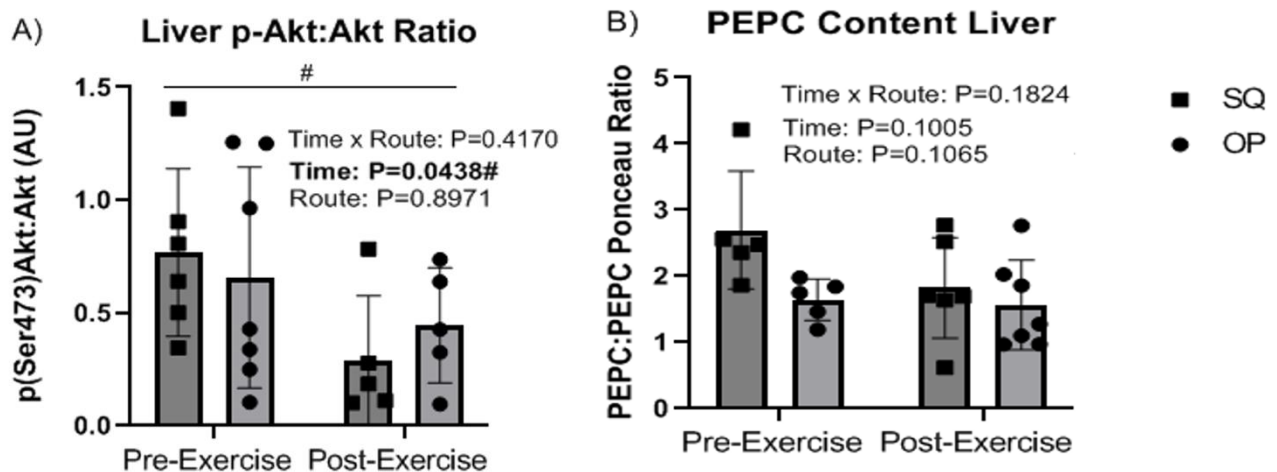 A)
Liver p-Akt:Akt Ratio
#
p(Ser473)Akt:Akt (AU)
1.5
1.0
0.5
0.0
Time x Route: P=0.4170
Time: P=0.0438#
Route: P=0.8971
Pre-Exercise Post-Exercise
B)
PEPC Content Liver
PEPC:PEPC Ponceau Ratio
5
4
3
2
1
0
Time x Route: P=0.1824
Time: P=0.1005
Route: P=0.1065
Pre-Exercise Post-Exercise
SQ
OP